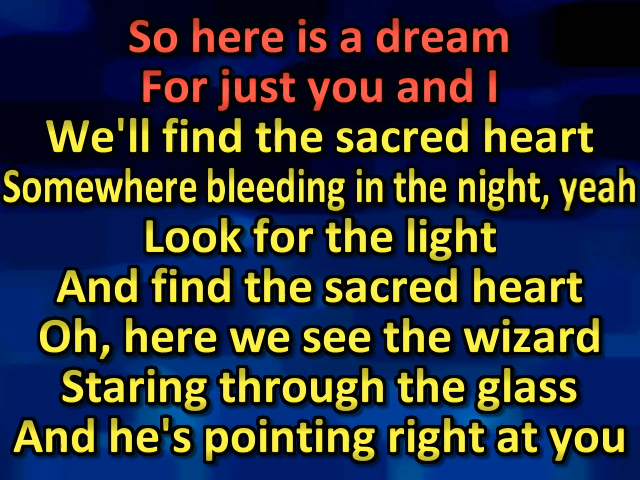 So here is a dream
For just you and I
We'll find the sacred heart
Somewhere bleeding in the night, yeah
Look for the light
And find the sacred heart
Oh, here we see the wizard
Staring through the glass
And he's pointing right at you